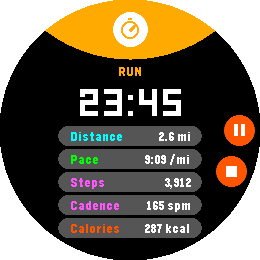 RUN
23:45
Distance 2.6 mi
Pace 9:09 /mi
Steps 3,912
Cadence 165 spm
Calories 287 kcal